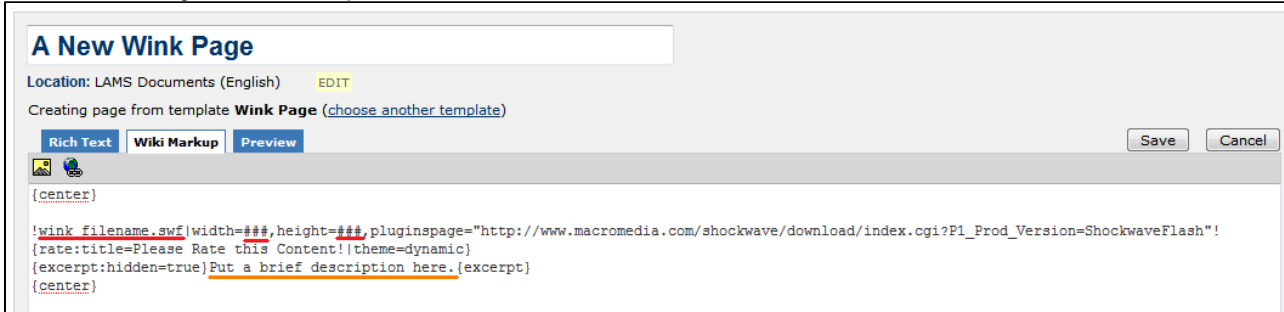 A New Wink Page
Location: LAMS Documents (English) EDIT
Creating page from template Wink Page (choose another template)
Rich Text Wiki Markup Preview Save Cancel
{center}
!wink filename.swf|width=###,height=###,pluginspage="http://www.macromedia.com/shockwave/download/index.cgi?P1_Prod_Version=ShockwaveFlash"!
{rate:title=Please Rate this Content!|theme=dynamic}
{excerpt:hidden=true}Put a brief description here.{excerpt}
{center}